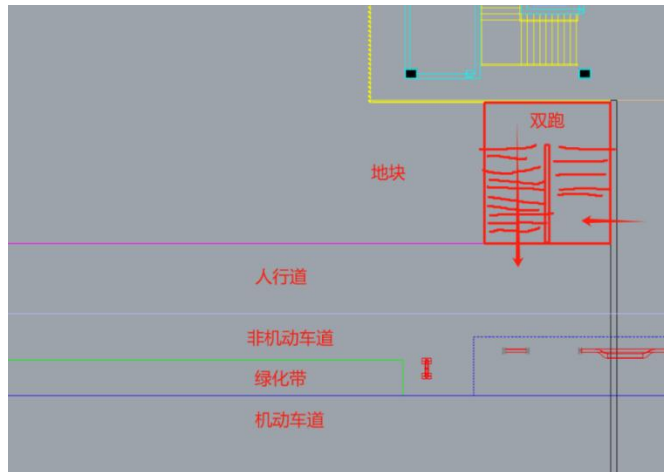 双跑
地块
人行道
非机动车道
绿化带
机动车道